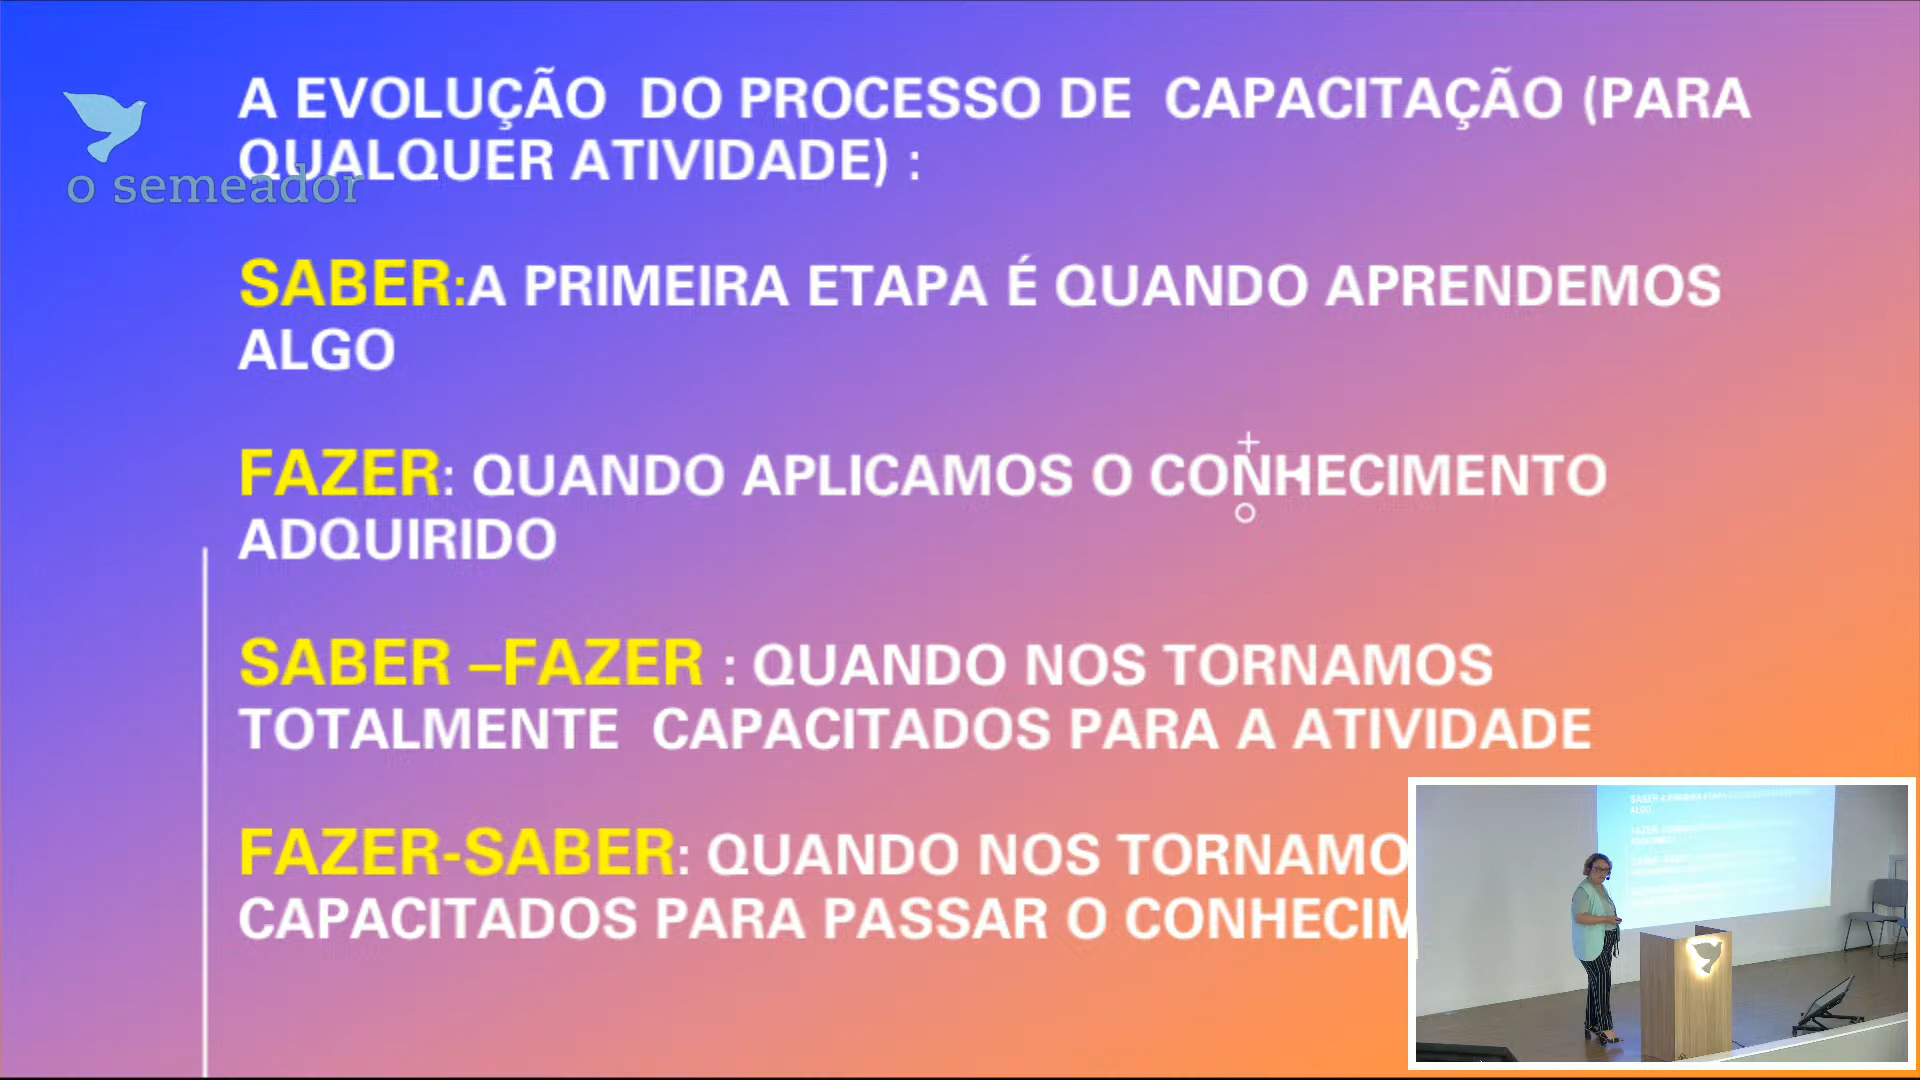 A EVOLUÇÃO DO PROCESSO DE CAPACITAÇÃO (PARA
QUALQUER ATIVIDADE) :
o semeador
SABER:A PRIMEIRA ETAPA É QUANDO APRENDEMOS
ALGO
FAZER: QUANDO APLICAMOS O CONHECIMENTO
ADQUIRIDO
SABER –FAZER : QUANDO NOS TORNAMOS
TOTALMENTE CAPACITADOS PARA A ATIVIDADE
FAZER-SABER: QUANDO NOS TORNAMO
CAPACITADOS PARA PASSAR O CONHECIM